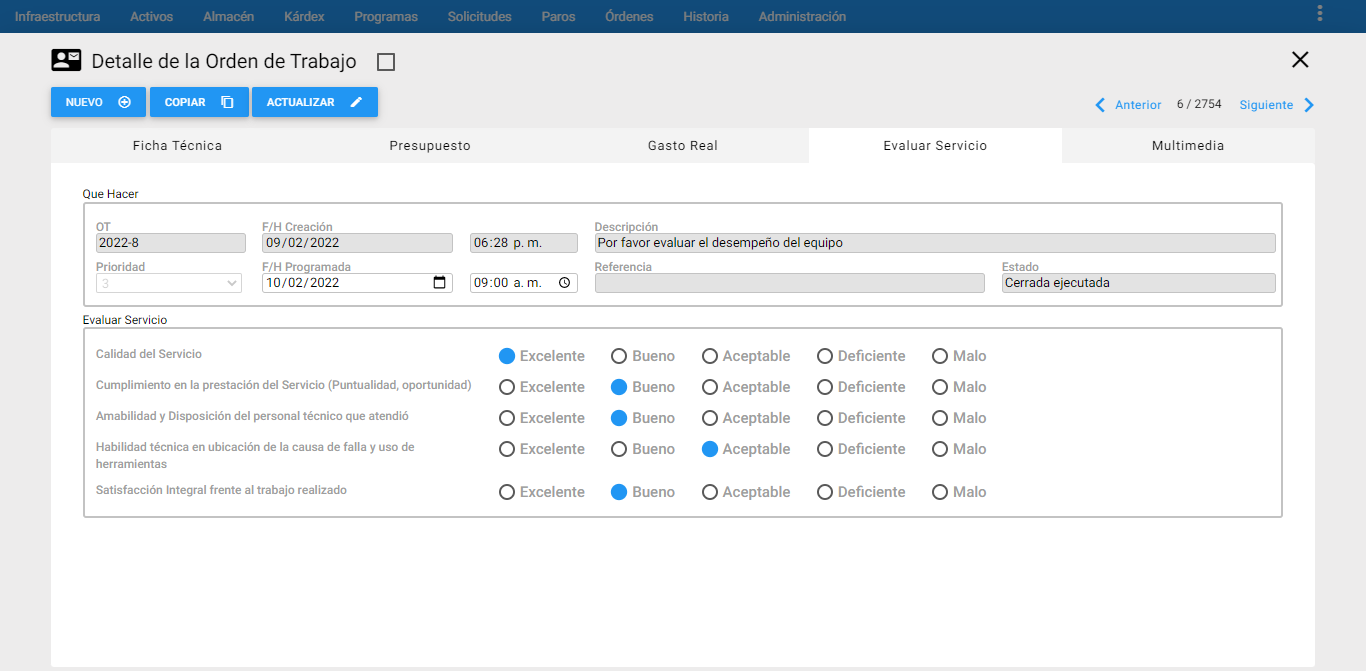 Infraestructura Activos Almacén Kárdex Programas Solicitudes Paros Órdenes Historia Administración
Detalle de la Orden de Trabajo
NUEVO COPIAR ACTUALIZAR
Anterior 6 / 2754 Siguiente
Ficha Técnica Presupuesto Gasto Real Evaluar Servicio Multimedia
Que Hacer
OT F/H Creación Descripción
2022-8 09/02/2022 06:28 p. m. Por favor evaluar el desempeño del equipo
Prioridad F/H Programada Referencia Estado
3 10/02/2022 09:00 a. m. Cerrada ejecutada
Evaluar Servicio
Calidad del Servicio Excelente Bueno Aceptable Deficiente Malo
Cumplimiento en la prestación del Servicio (Puntualidad, oportunidad) Excelente Bueno Aceptable Deficiente Malo
Amabilidad y Disposición del personal técnico que atendió Excelente Bueno Aceptable Deficiente Malo
Habilidad técnica en ubicación de la causa de falla y uso de Excelente Bueno Aceptable Deficiente Malo
herramientas
Satisfacción Integral frente al trabajo realizado Excelente Bueno Aceptable Deficiente Malo